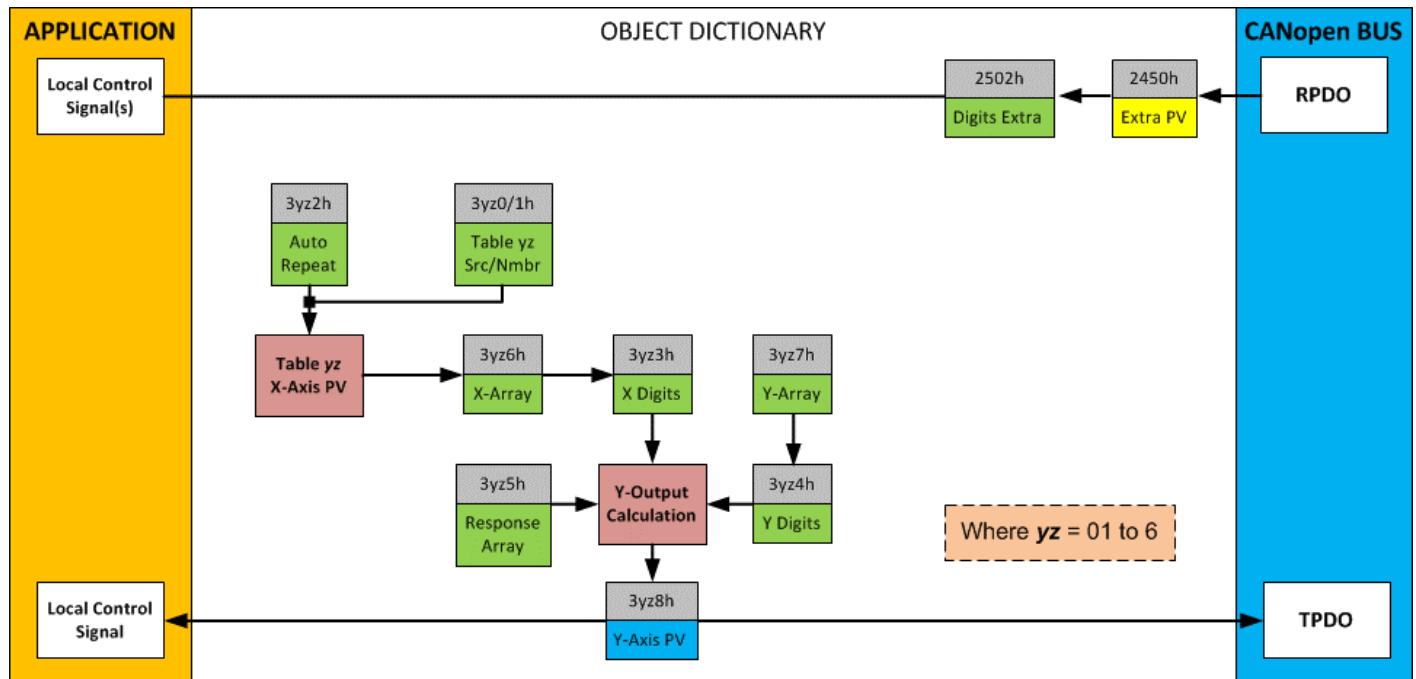 APPLICATION
OBJECT DICTIONARY
CANopen BUS
Local Control
Signal(s)
2502h
Digits Extra
2450h
Extra PV
RPDO
3yz2h
Auto
Repeat
3yz0/1h
Table yz
Src/Nmbr
Table yz
X-Axis PV
3yz6h
X-Array
3yz3h
X Digits
3yz7h
Y-Array
3yz5h
Response
Array
Y-Output
Calculation
3yz4h
Y Digits
Where yz = 01 to 6
Local Control
Signal
3yz8h
Y-Axis PV
TPDO